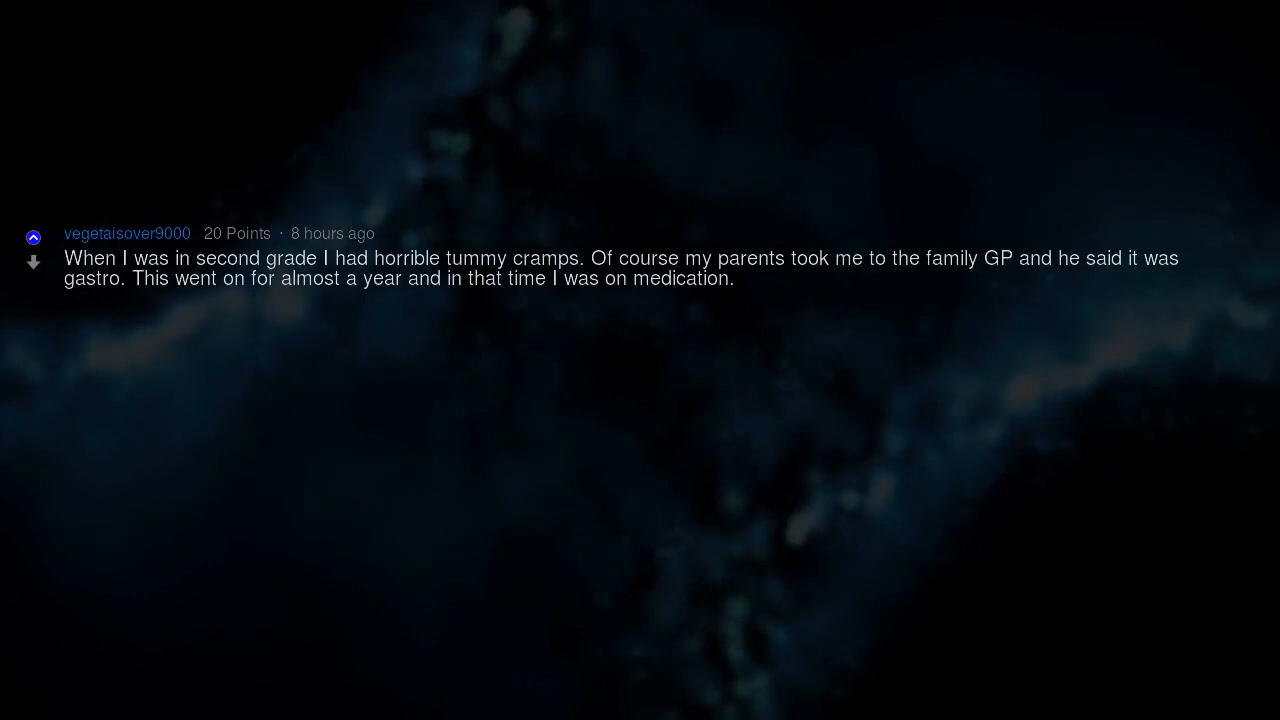 vegetaisover9000 20 Points · 8 hours ago
When I was in second grade I had horrible tummy cramps. Of course my parents took me to the family GP and he said it was
gastro. This went on for almost a year and in that time I was on medication.